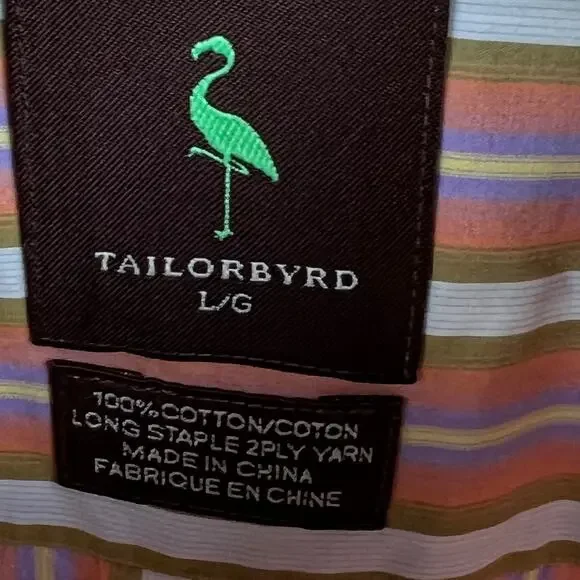 TAILORBYRD
L/G
100% COTTON/COTON
LONG STAPLE 2PLY YARN
MADE IN CHINA
FABRIQUE EN CHINE